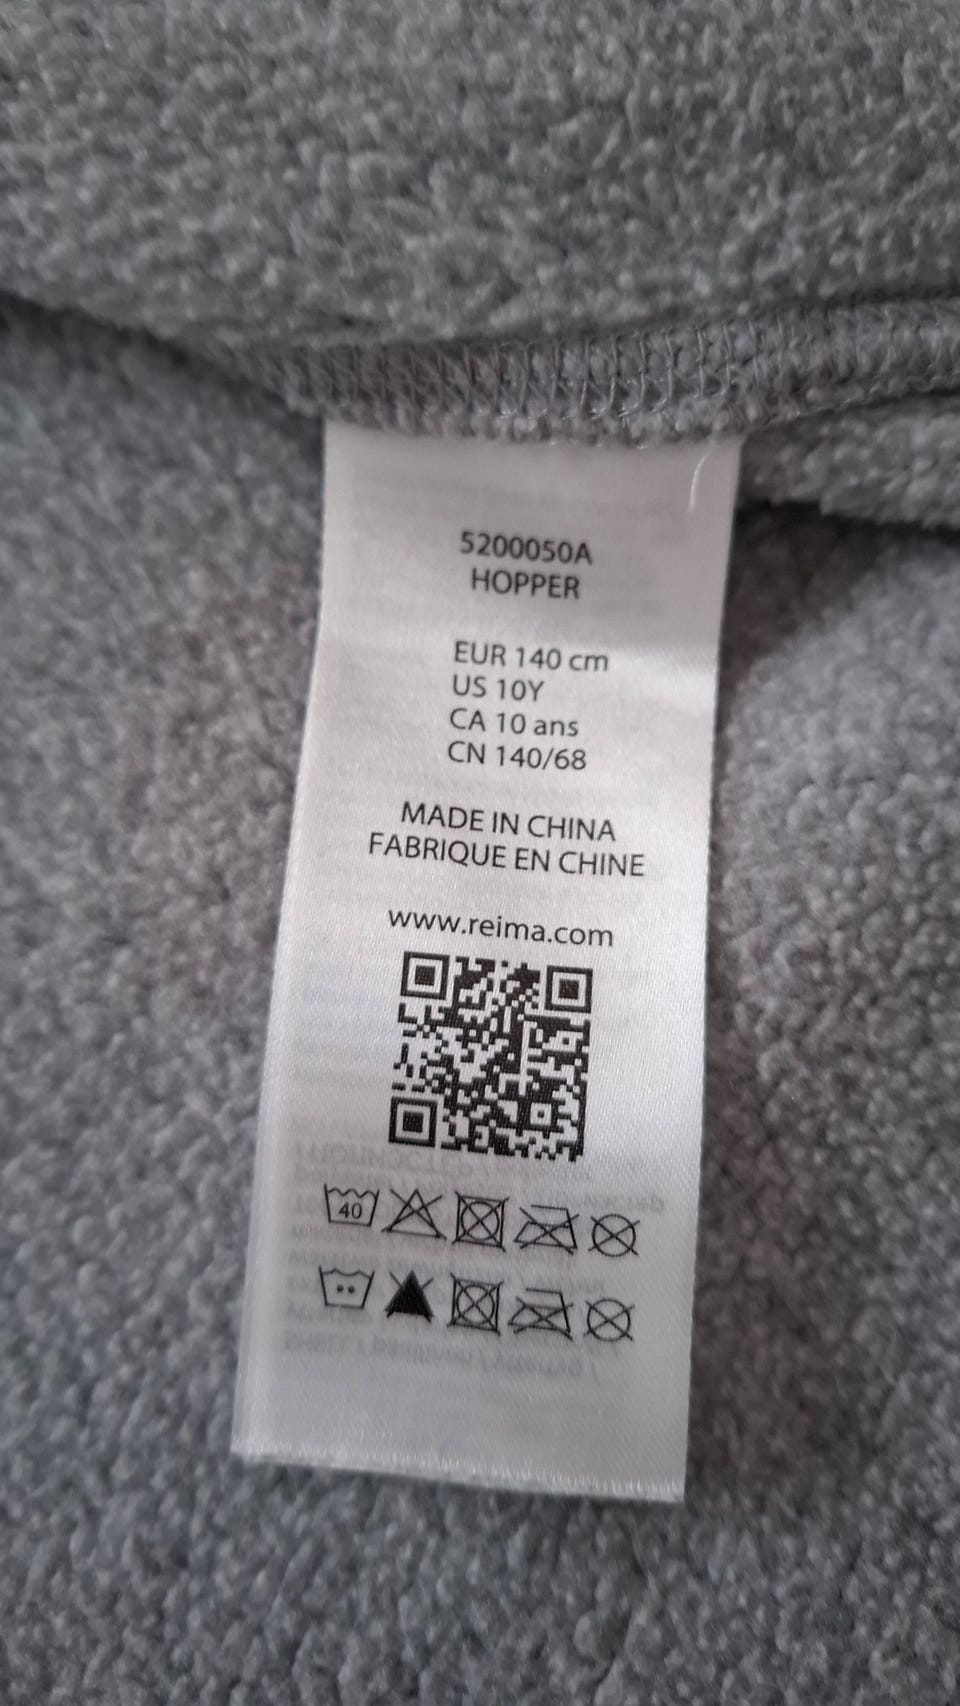 5200050A
HOPPER
EUR 140 cm
US 10Y
CA 10 ans
CN 140/68
MADE IN CHINA
FABRIQUE EN CHINE
www.reima.com
40